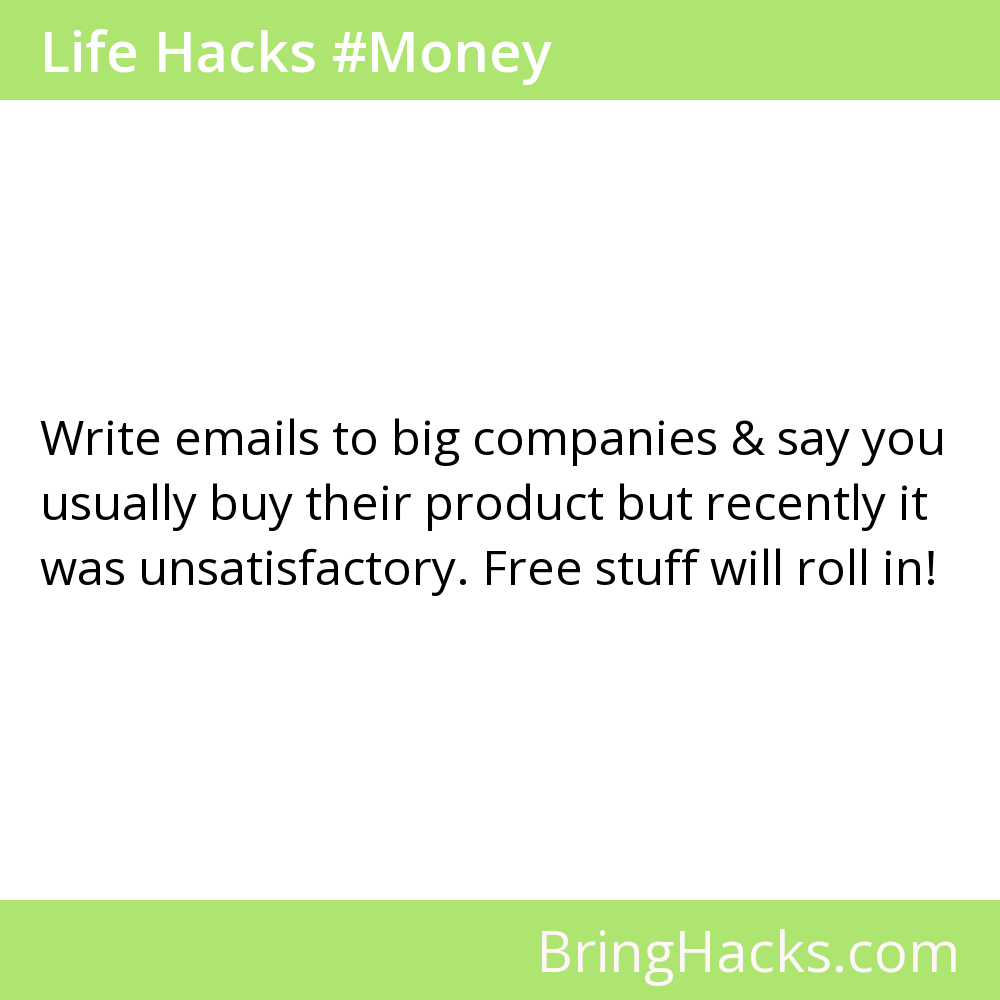 Life Hacks #Money
Write emails to big companies & say you
usually buy their product but recently it
was unsatisfactory. Free stuff will roll in!
BringHacks.com